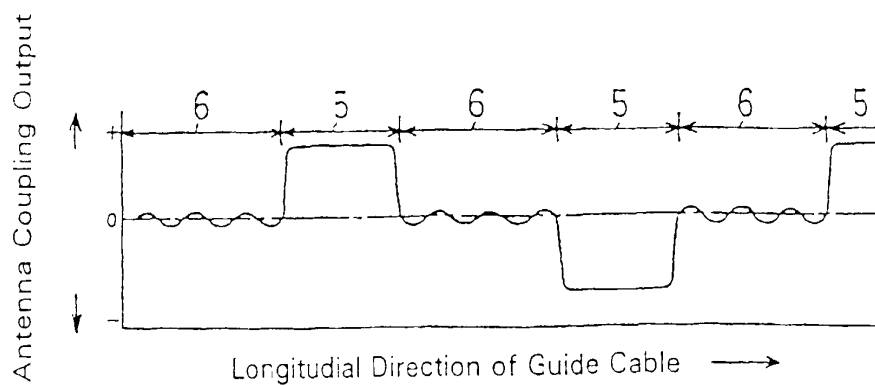 Antenna Coupling Output
6 5 6 5 6 5
+
0
-
Longitudial Direction of Guide Cable